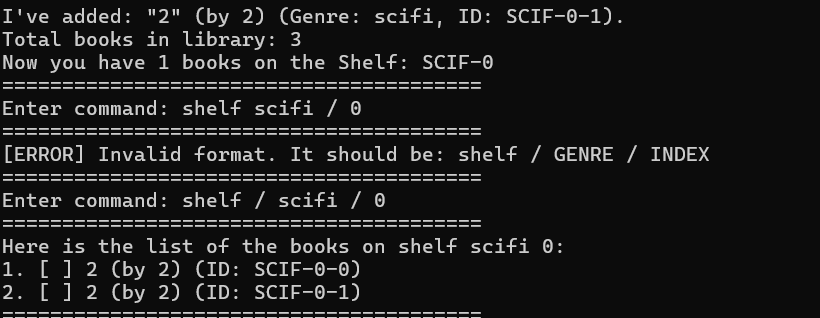 I've added: "2" (by 2) (Genre: scifi, ID: SCIF-0-1).
Total books in library: 3
Now you have 1 books on the Shelf: SCIF-0
========================================
Enter command: shelf scifi / 0
========================================
[ERROR] Invalid format. It should be: shelf / GENRE / INDEX
========================================
Enter command: shelf / scifi / 0
========================================
Here is the list of the books on shelf scifi 0:
1. [ ] 2 (by 2) (ID: SCIF-0-0)
2. [ ] 2 (by 2) (ID: SCIF-0-1)
========================================